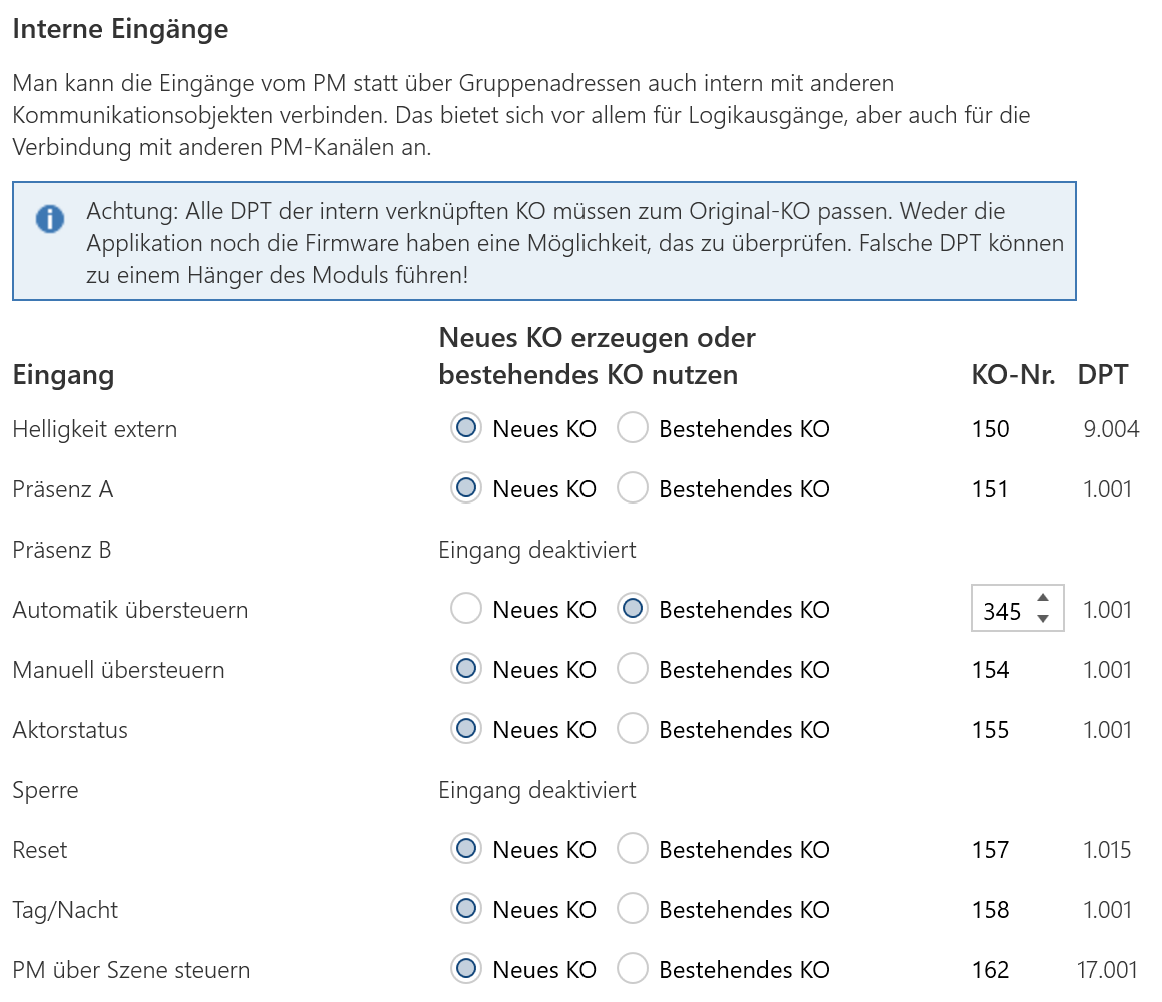 Interne Eingänge
Man kann die Eingänge vom PM statt über Gruppenadressen auch intern mit anderen
Kommunikationsobjekten verbinden. Das bietet sich vor allem für Logikausgänge, aber auch für die
Verbindung mit anderen PM-Kanälen an.
Achtung: Alle DPT der intern verknüpften KO müssen zum Original-KO passen. Weder die
Applikation noch die Firmware haben eine Möglichkeit, das zu überprüfen. Falsche DPT können
zu einem Hänger des Moduls führen!
Neues KO erzeugen oder
Eingang bestehendes KO nutzen KO-Nr. DPT
Helligkeit extern Neues KO Bestehendes KO 150 9.004
Präsenz A Neues KO Bestehendes KO 151 1.001
Präsenz B Eingang deaktiviert
Automatik übersteuern Neues KO Bestehendes KO 345 1.001
Manuell übersteuern Neues KO Bestehendes KO 154 1.001
Aktorstatus Neues KO Bestehendes KO 155 1.001
Sperre Eingang deaktiviert
Reset Neues KO Bestehendes KO 157 1.015
Tag/Nacht Neues KO Bestehendes KO 158 1.001
PM über Szene steuern Neues KO Bestehendes KO 162 17.001